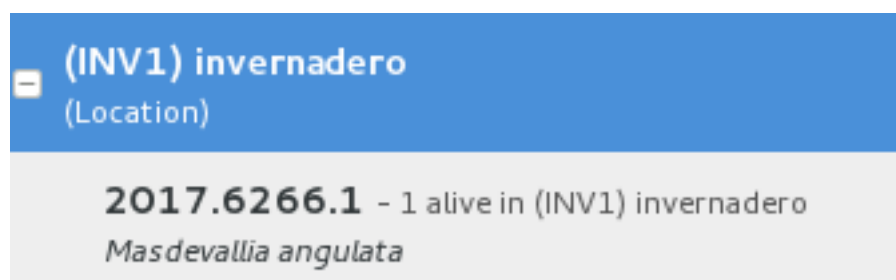 (INV1) invernadero
(Location)
2017.6266.1 - 1 alive in (INV1) invernadero
Masdevallia angulata